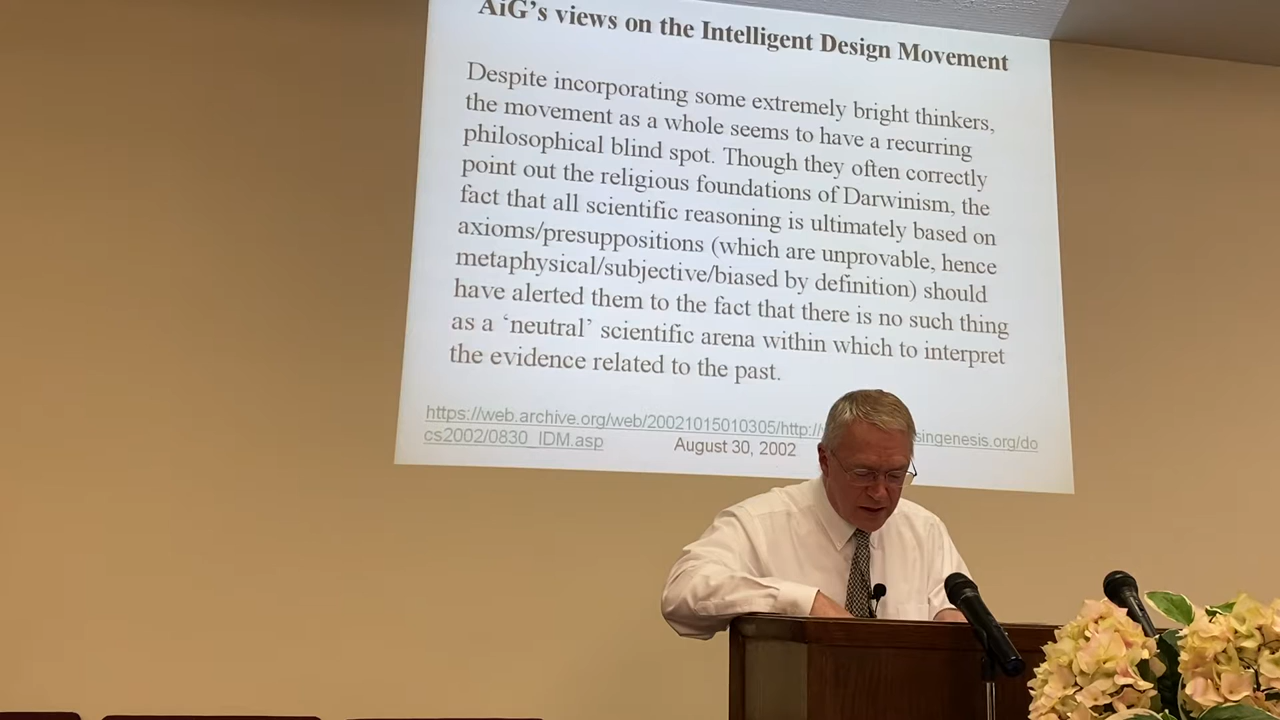 AiG's views on the Intelligent Design Movement
Despite incorporating some extremely bright thinkers,
the movement as a whole seems to have a recurring
philosophical blind spot. Though they often correctly
point out the religious foundations of Darwinism, the
fact that all scientific reasoning is ultimately based on
axioms/presuppositions (which are unprovable, hence
metaphysical/subjective/biased by definition) should
have alerted them to the fact that there is no such thing
as a ‘neutral’ scientific arena within which to interpret
the evidence related to the past.
https://web.archive.org/web/20021015010305/http:// singenesis.org/do
cs2002/0830_IDM.asp August 30, 2002